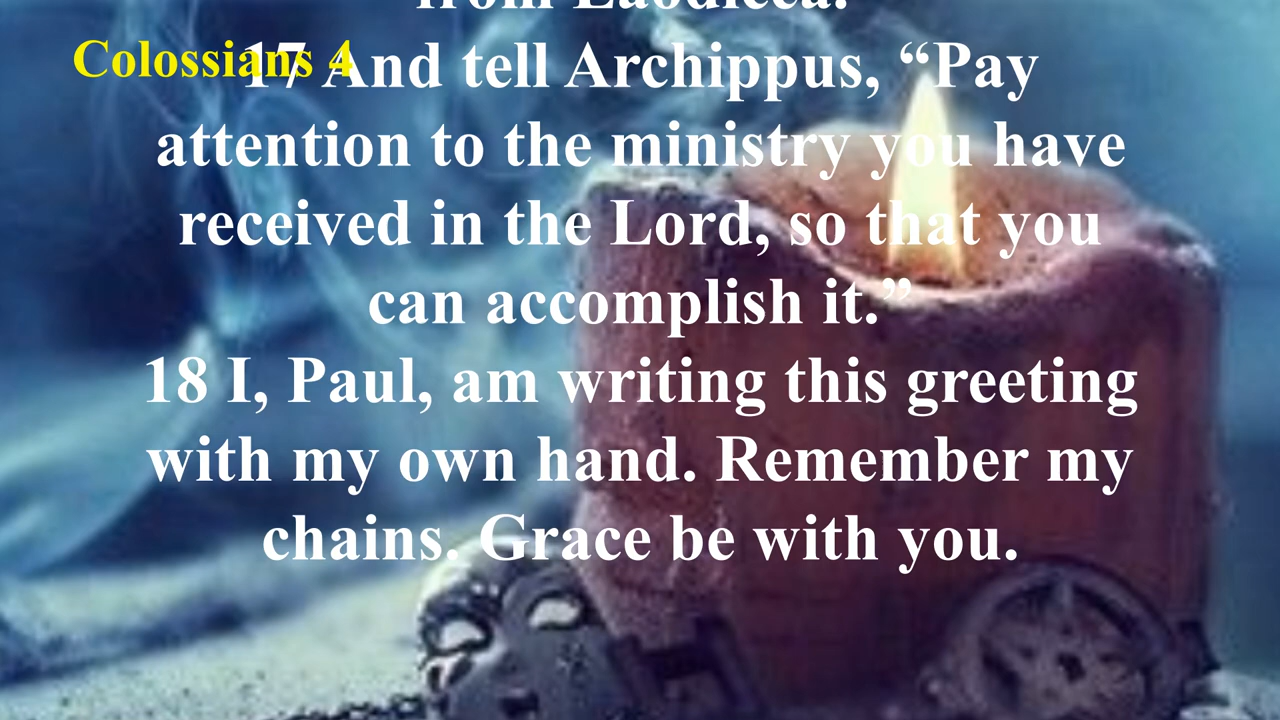 from Laodicea.
Colossians 4
17 And tell Archippus, “Pay
attention to the ministry you have
received in the Lord, so that you
can accomplish it.”
18 I, Paul, am writing this greeting
with my own hand. Remember my
chains. Grace be with you.